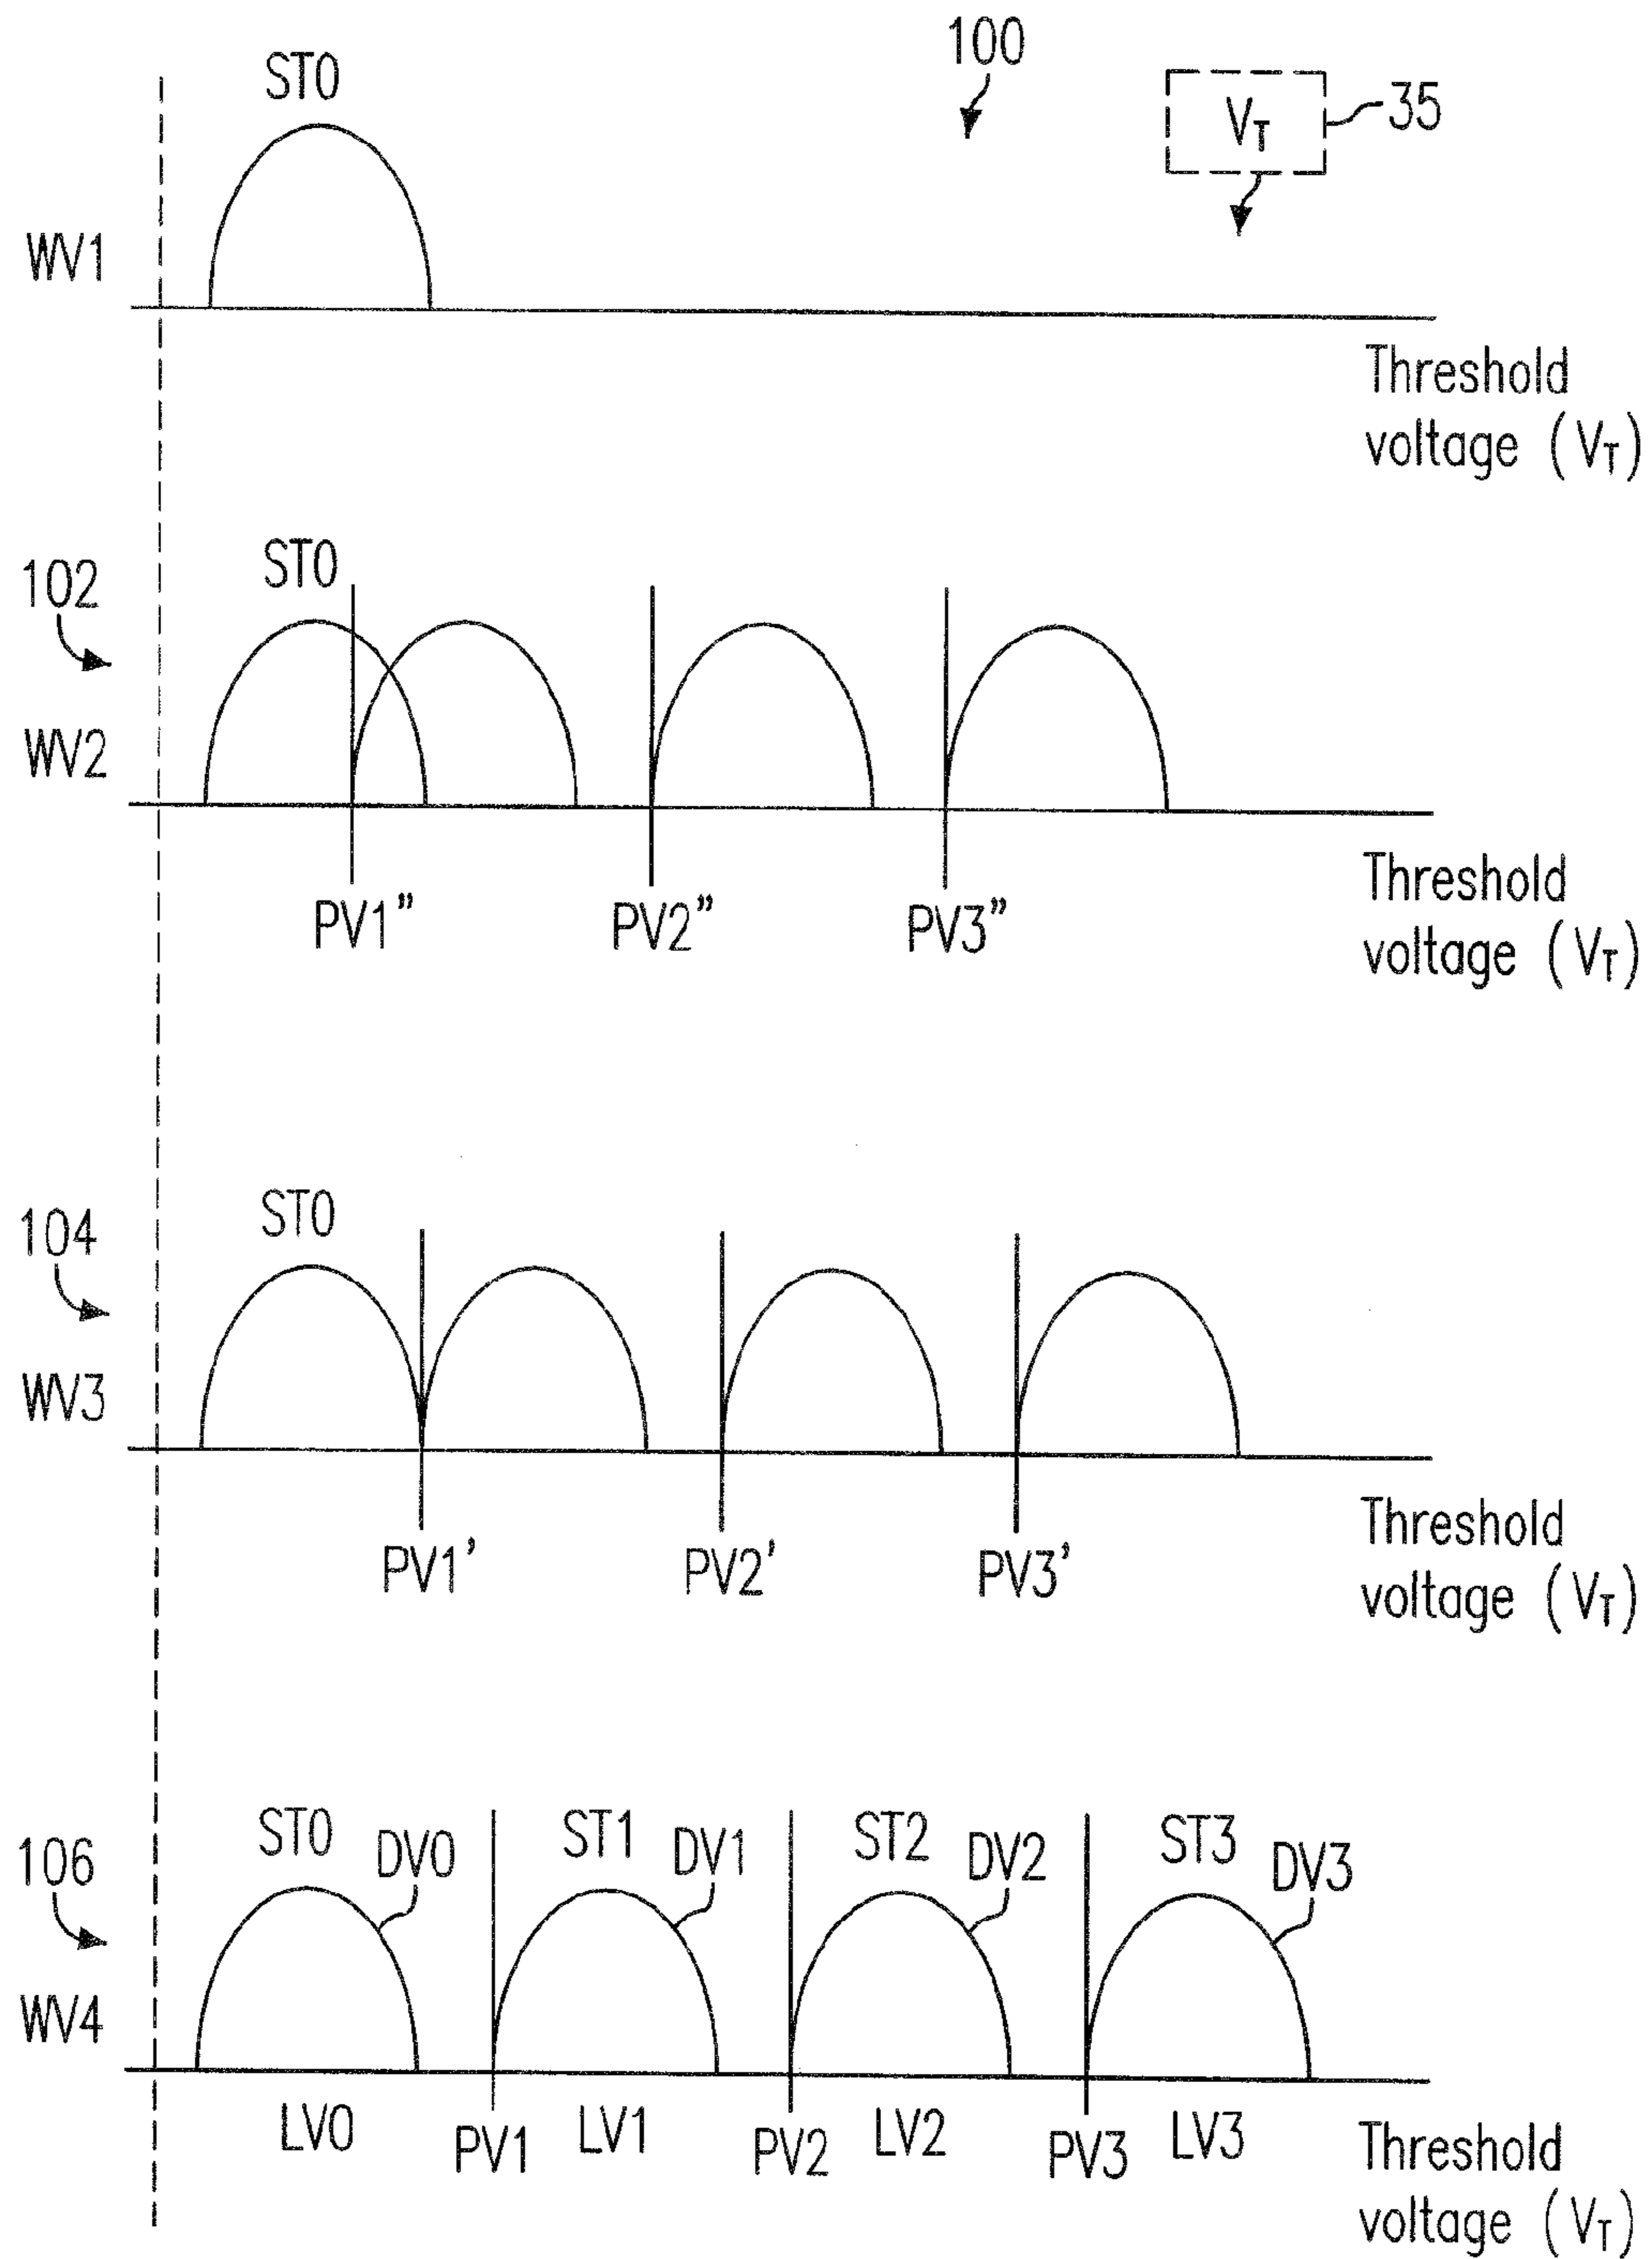 100
ST0
V_T
35
WV1
Threshold
voltage (V_T)
102
ST0
WV2
PV1”
PV2”
PV3”
Threshold
voltage (V_T)
104
ST0
WV3
PV1’
PV2’
PV3’
Threshold
voltage (V_T)
106
ST0
DV0
ST1
DV1
ST2
DV2
ST3
DV3
WV4
LV0
PV1
LV1
PV2
LV2
PV3
LV3
Threshold
voltage (V_T)